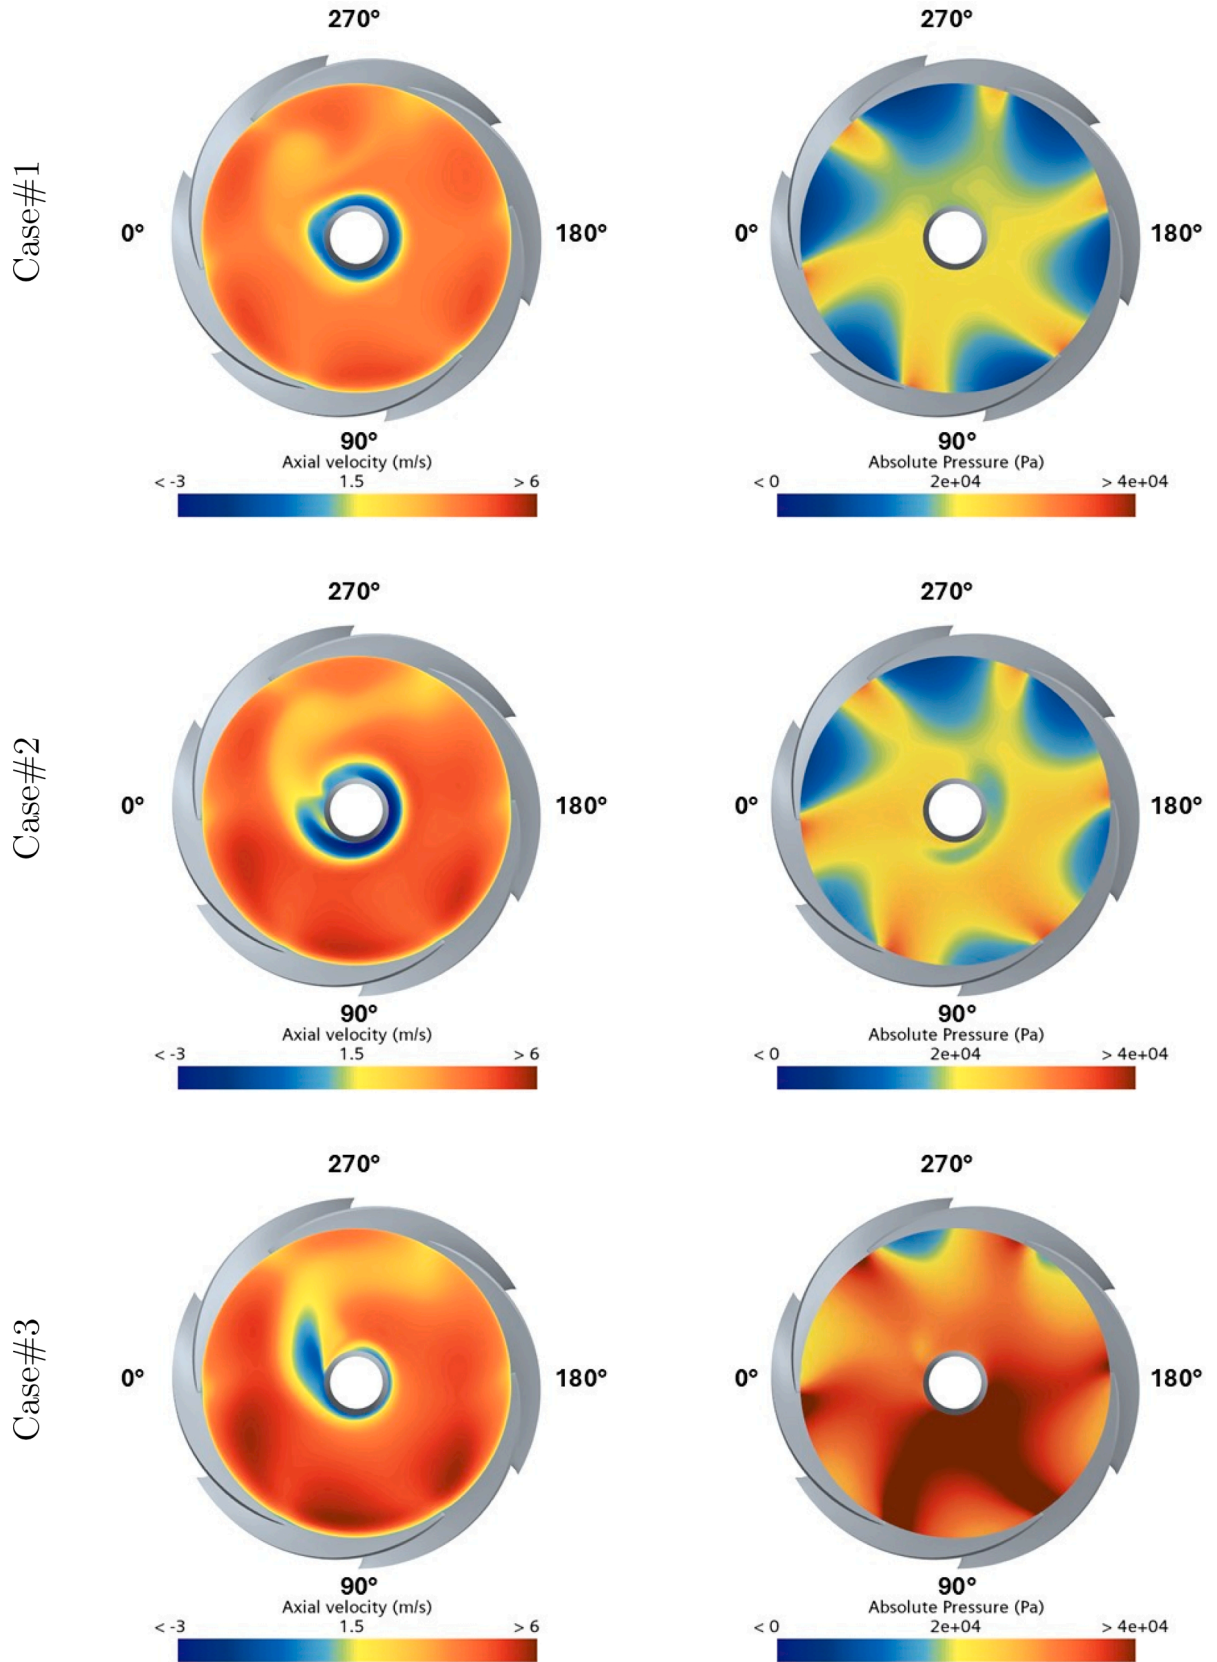 Case#1
270° 270°
0° 180° 0° 180°
90° 90°
Axial velocity (m/s) Absolute Pressure (Pa)
< -3 1.5 > 6 < 0 2e+04 > 4e+04
Case#2
270° 270°
0° 180° 0° 180°
90° 90°
Axial velocity (m/s) Absolute Pressure (Pa)
< -3 1.5 > 6 < 0 2e+04 > 4e+04
Case#3
270° 270°
0° 180° 0° 180°
90° 90°
Axial velocity (m/s) Absolute Pressure (Pa)
< -3 1.5 > 6 < 0 2e+04 > 4e+04